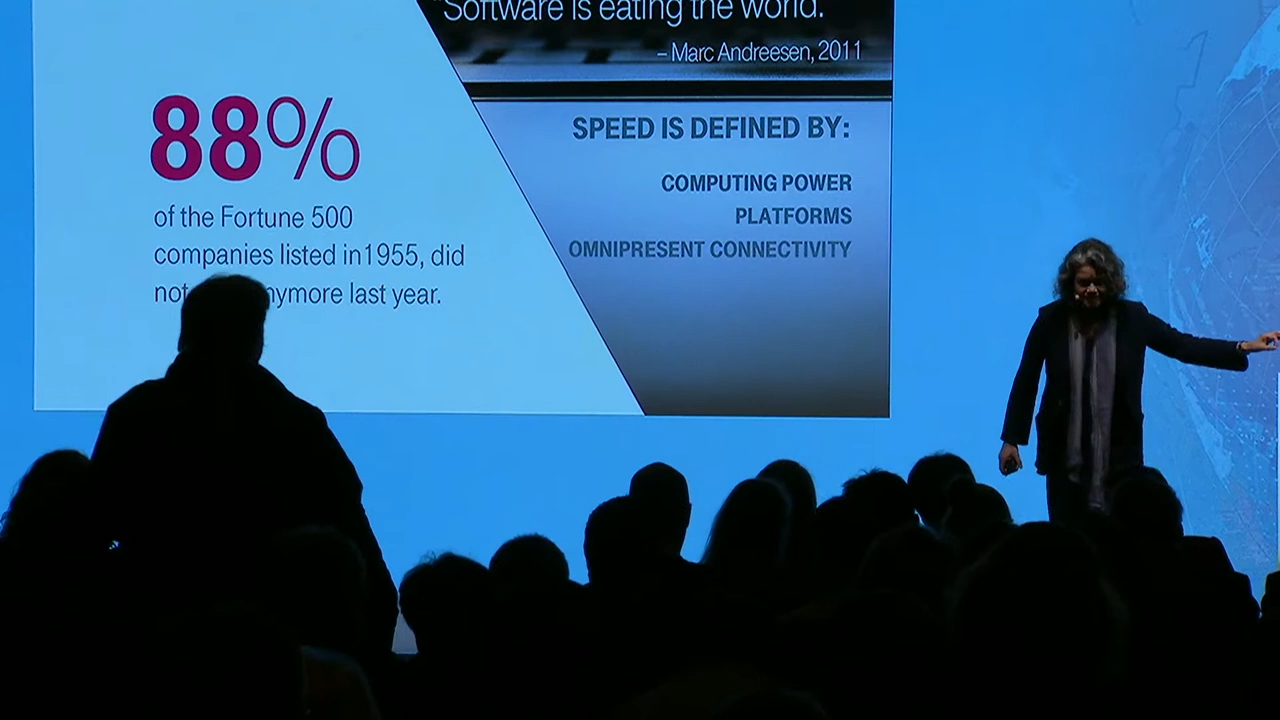 "Software is eating the world."
– Marc Andreesen, 2011
88%
of the Fortune 500
companies listed in1955, did
not nymore last year.
SPEED IS DEFINED BY:
COMPUTING POWER
PLATFORMS
OMNIPRESENT CONNECTIVITY